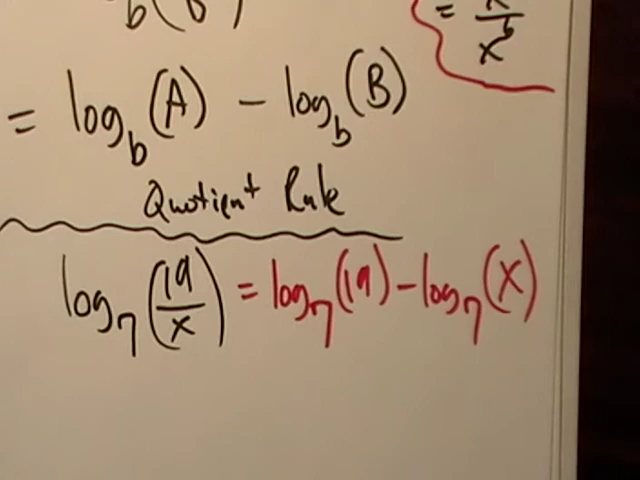 = log_b(A) - log_b(B)
Quotient Rule
log_7(19/x) = log_7(19) - log_7(x)